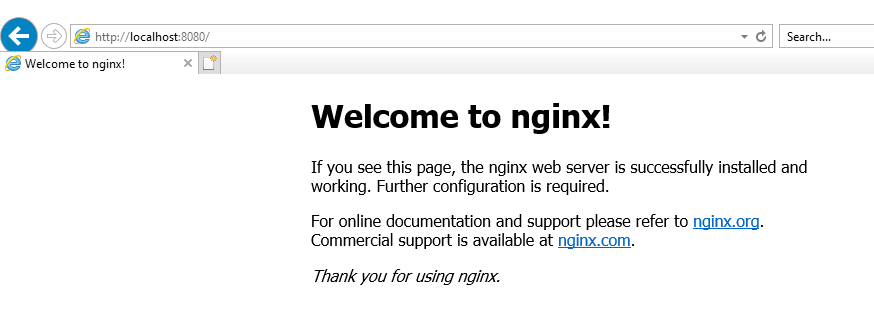 http://localhost:8080/
Search...
Welcome to nginx!
Welcome to nginx!
If you see this page, the nginx web server is successfully installed and
working. Further configuration is required.
For online documentation and support please refer to nginx.org.
Commercial support is available at nginx.com.
Thank you for using nginx.